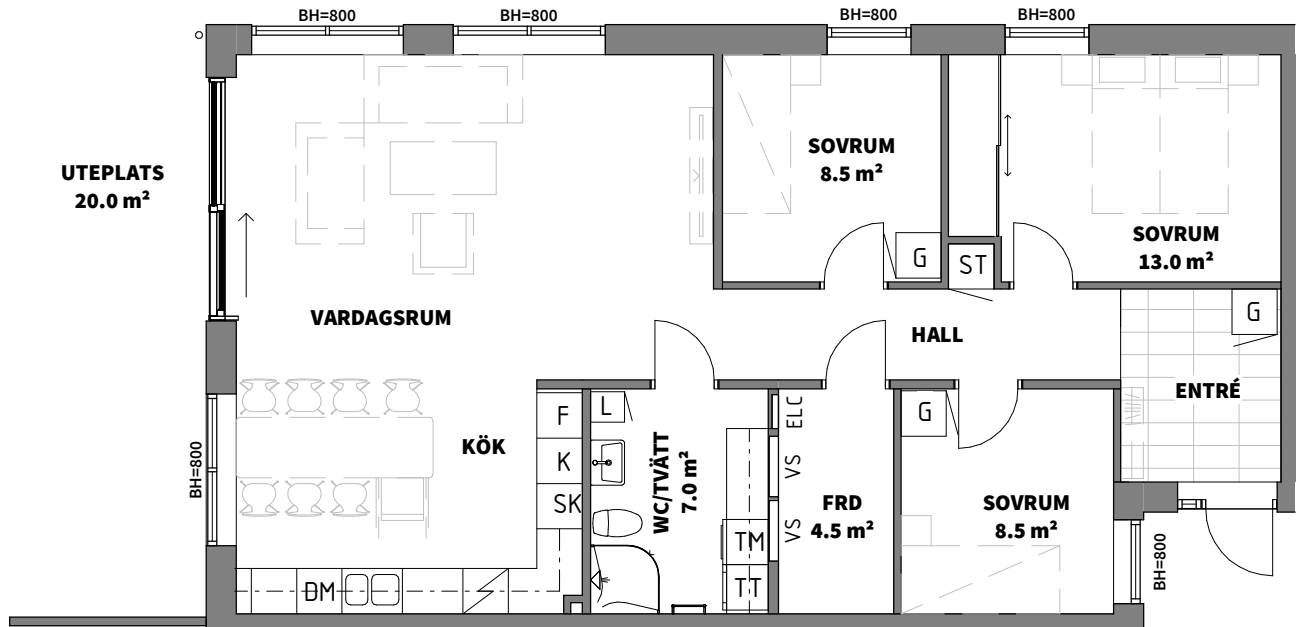 BH=800
BH=800
BH=800
BH=800
UTEPLATS
20.0 m²
SOVRUM
8.5 m²
SOVRUM
13.0 m²
G
ST
G
VARDAGSRUM
HALL
ENTRÉ
KÖK
F
K
SK
L
WC/TVÄTT
7.0 m²
ELC
VS
VS
G
FRD
4.5 m²
SOVRUM
8.5 m²
TM
TT
DM
BH=800
BH=800